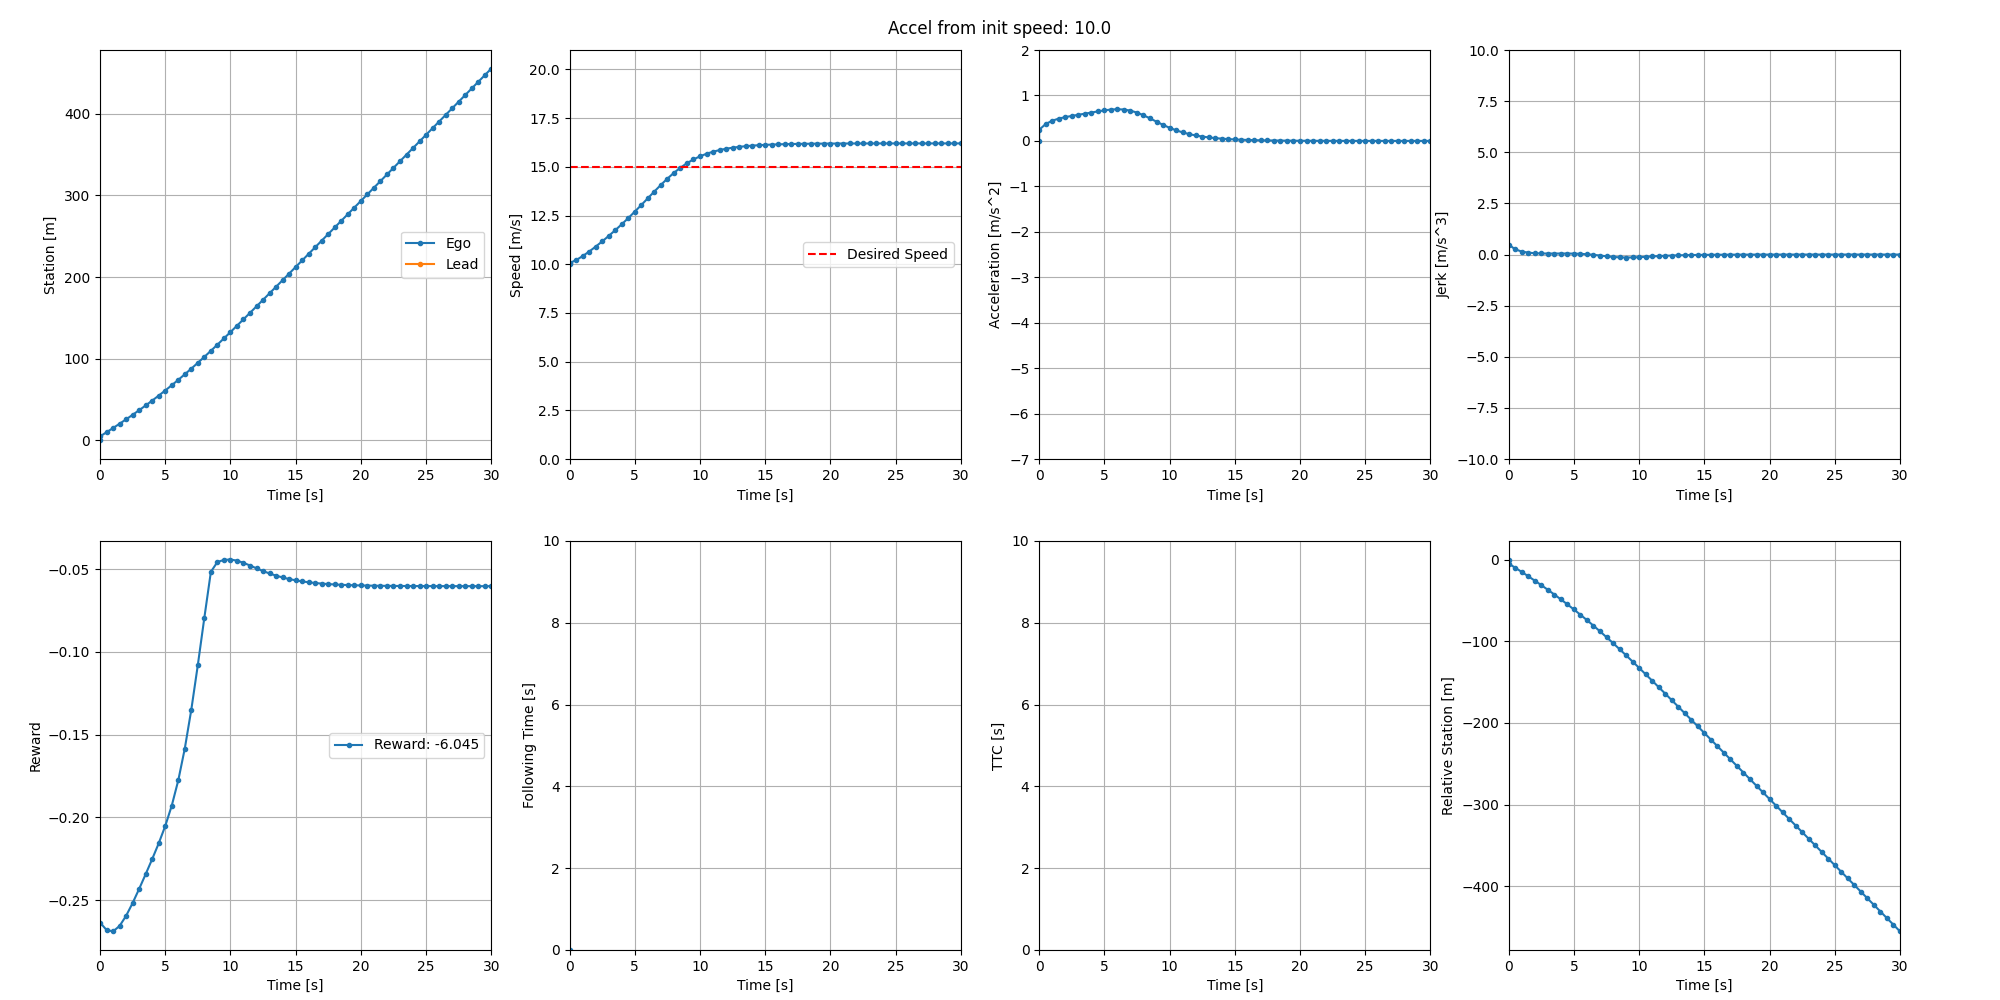 Accel from init speed: 10.0
Station [m]
400
300
200
100
0
Ego
Lead
0 5 10 15 20 25 30
Time [s]
Speed [m/s]
20.0
17.5
15.0
12.5
10.0
7.5
5.0
2.5
0.0
Desired Speed
0 5 10 15 20 25 30
Time [s]
Acceleration [m/s^2]
2
1
0
−1
−2
−3
−4
−5
−6
−7
0 5 10 15 20 25 30
Time [s]
Jerk [m/s^3]
10.0
7.5
5.0
2.5
0.0
−2.5
−5.0
−7.5
−10.0
0 5 10 15 20 25 30
Time [s]
Reward
−0.05
−0.10
−0.15
−0.20
−0.25
Reward: -6.045
0 5 10 15 20 25 30
Time [s]
Following Time [s]
10
8
6
4
2
0
0 5 10 15 20 25 30
Time [s]
TTC [s]
10
8
6
4
2
0
0 5 10 15 20 25 30
Time [s]
Relative Station [m]
0
−100
−200
−300
−400
0 5 10 15 20 25 30
Time [s]